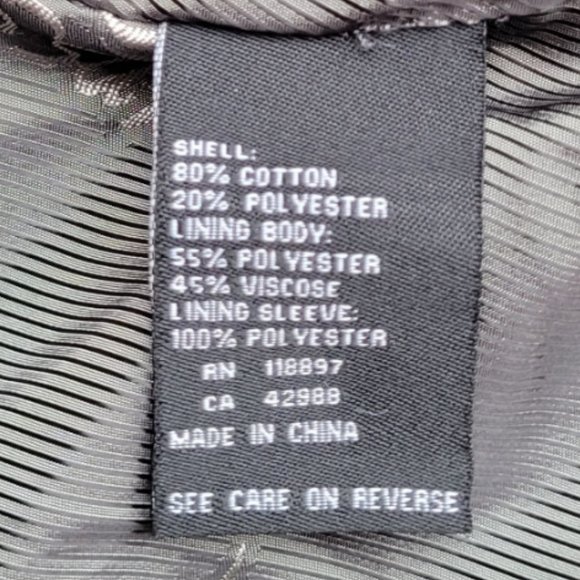 SHELL:
80% COTTON
20% POLYESTER
LINING BODY:
55% POLYESTER
45% VISCOSE
LINING SLEEVE:
100% POLYESTER
RN 118897
CA 42988
MADE IN CHINA
SEE CARE ON REVERSE